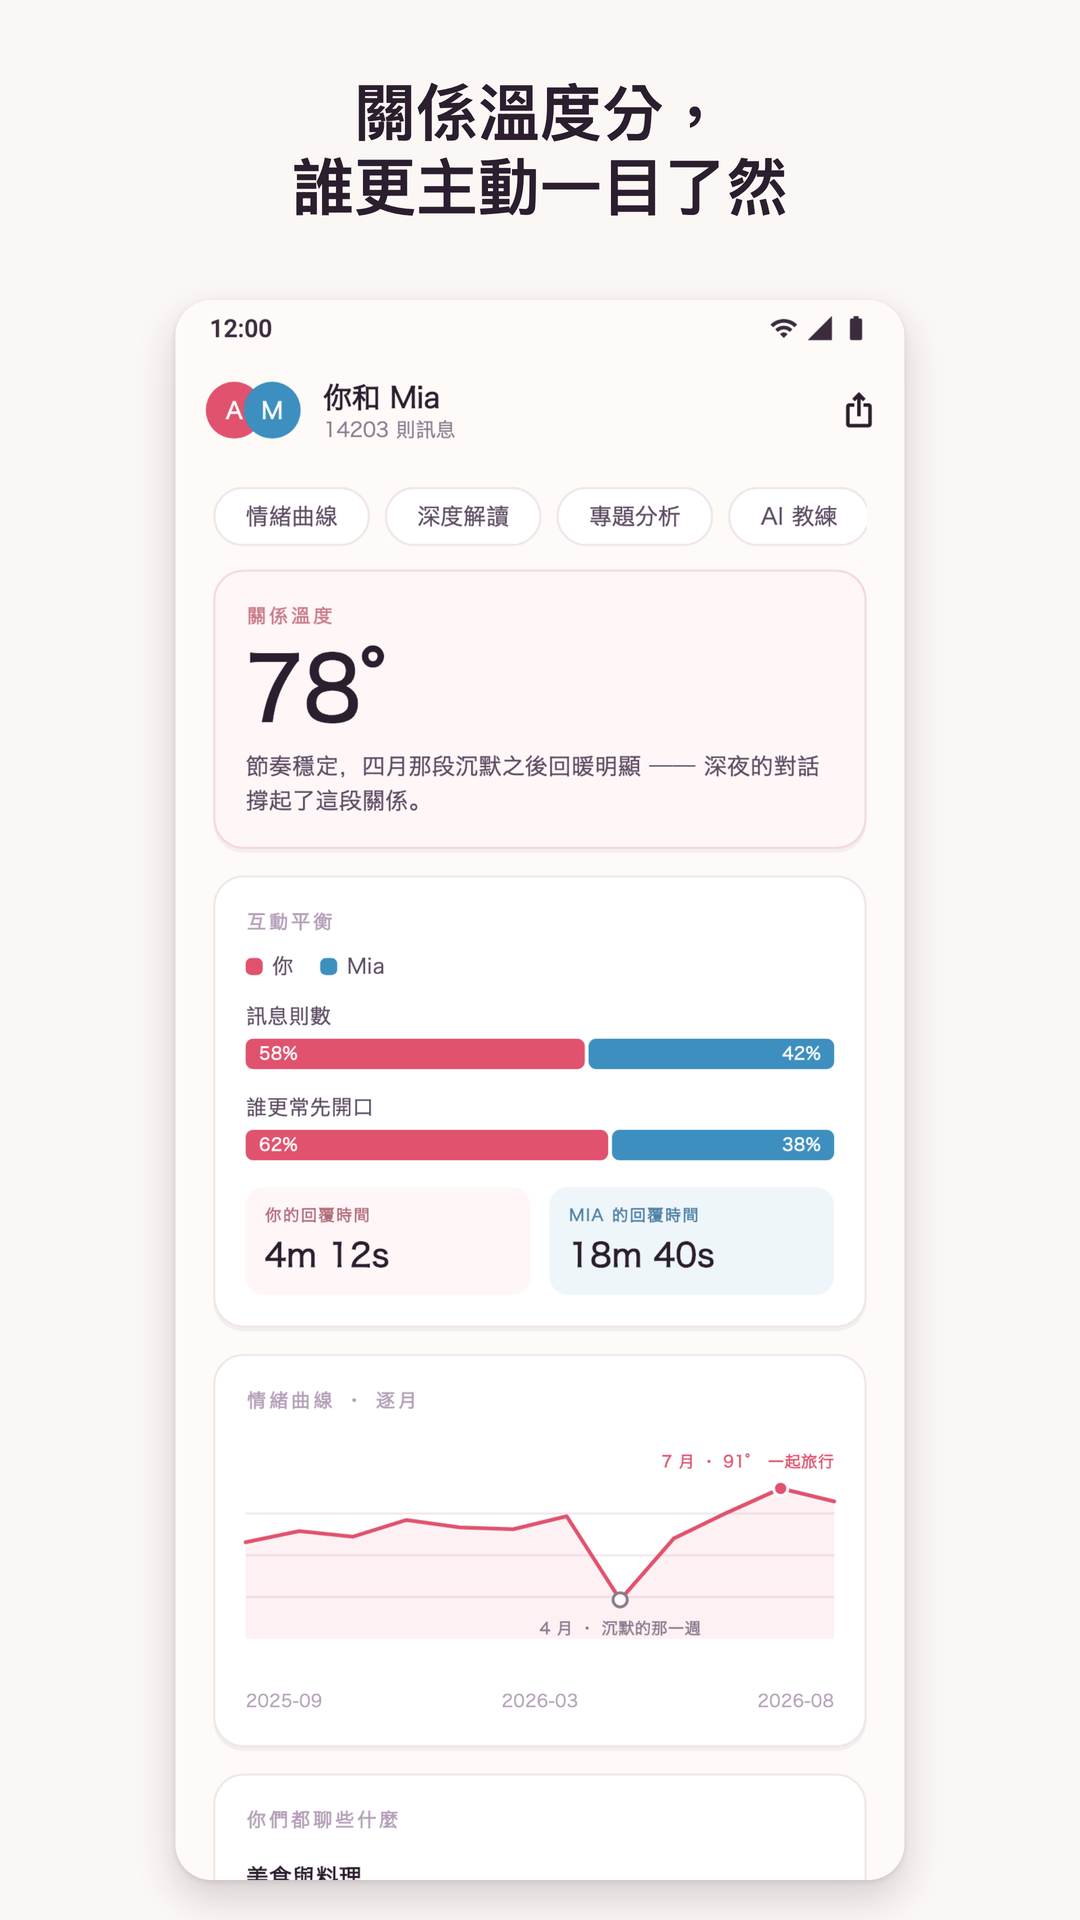 關係溫度分，
誰更主動一目了然
12:00
A M 你和 Mia
14203 則訊息
情緒曲線 深度解讀 專題分析 AI 教練
關係溫度
78°
節奏穩定，四月那段沉默之後回暖明顯 —— 深夜的對話
撐起了這段關係。
互動平衡
你 Mia
訊息則數
58% 42%
誰更常先開口
62% 38%
你的回覆時間 MIA 的回覆時間
4m 12s 18m 40s
情緒曲線 · 逐月
7 月 · 91° 一起旅行
4 月 · 沉默的那一週
2025-09 2026-03 2026-08
你們都聊些什麼
美食與料理